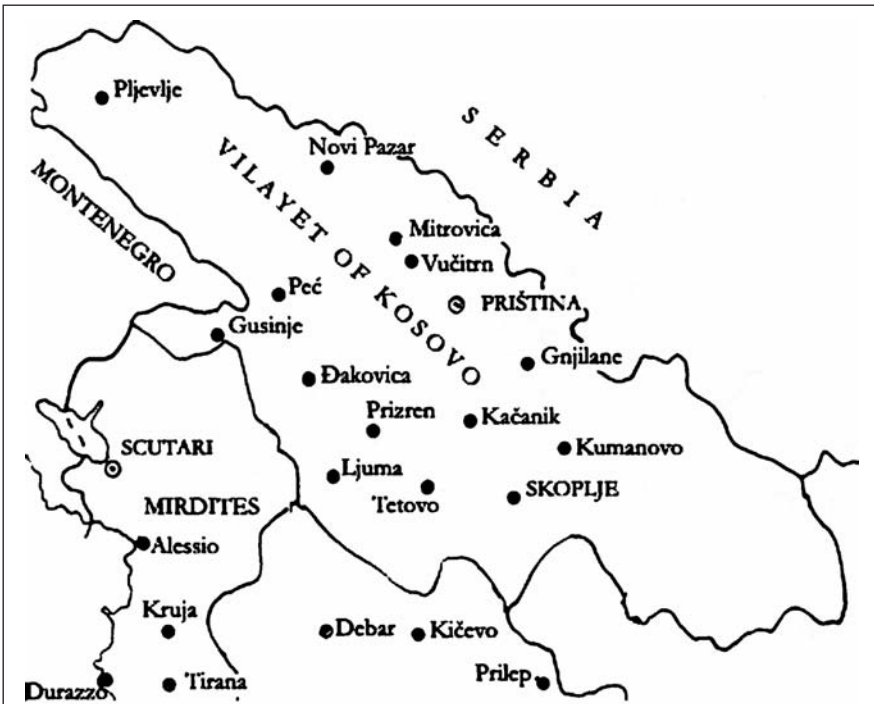 Pljevlje
SERBIA
Novi Pazar
VILAYET OF KOSOVO
MONTENEGRO
Mitrovica
Vučitrn
Peć
PRIŠTINA
Gusinje
Gnjilane
Đakovica
Prizren
Kačanik
SCUTARI
Kumanovo
Ljuma
MIRDITES
Tetovo
SKOPLJE
Alessio
Kruja
Debar
Kičevo
Prilep
Durazzo
Tirana